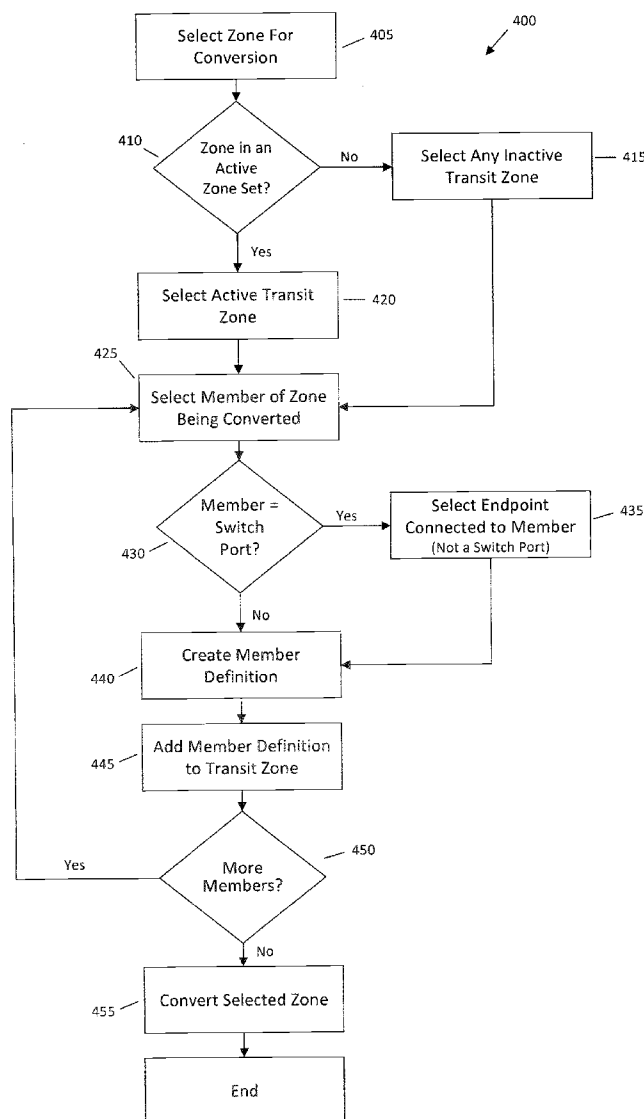 Select Zone For
Conversion
405
400
410
Zone in an
Active
Zone Set?
No
Select Any Inactive
Transit Zone
415
Yes
Select Active Transit
Zone
420
425
Select Member of Zone
Being Converted
Member =
Switch
Port?
430
Yes
Select Endpoint
Connected to Member
(Not a Switch Port)
435
No
Create Member
Definition
440
Add Member Definition
to Transit Zone
445
Yes
More
Members?
450
No
Convert Selected Zone
455
End